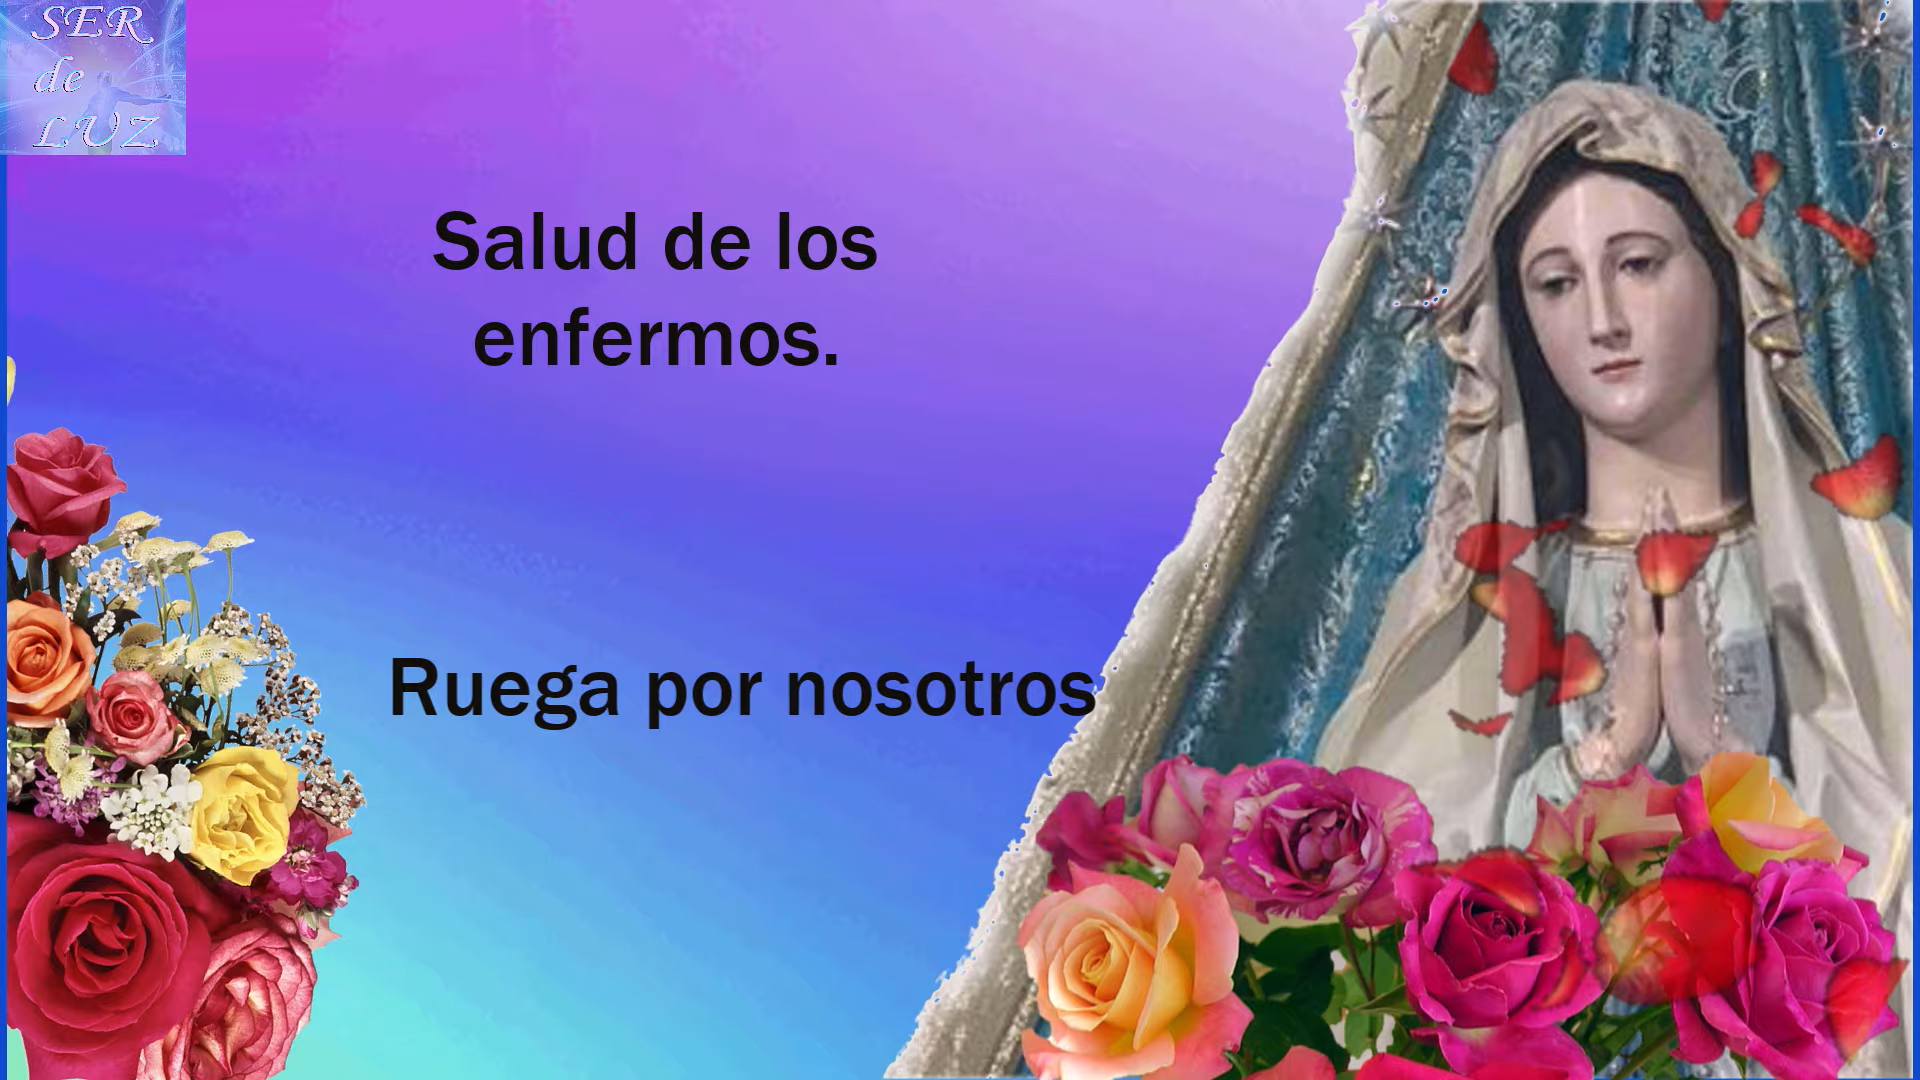 SER
de
LUZ
Salud de los
enfermos.
Ruega por nosotros